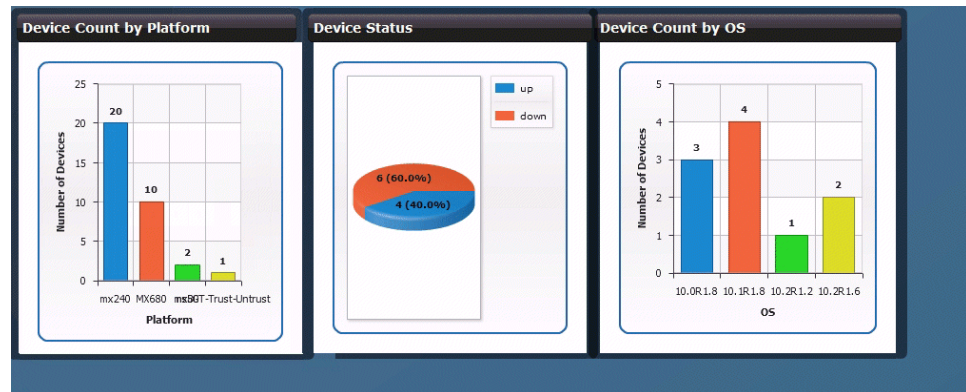 Device Count by Platform
25
20
15
10
5
0
Number of Devices
20
10
2
1
mx240 MX680
-Trust-Untrust
Platform
Device Status
up
down
6 (60.0%)
4 (40.0%)
Device Count by OS
5
4
3
2
1
0
Number of Devices
3
4
1
2
10.0R1.8 10.1R1.8 10.2R1.2 10.2R1.6
OS